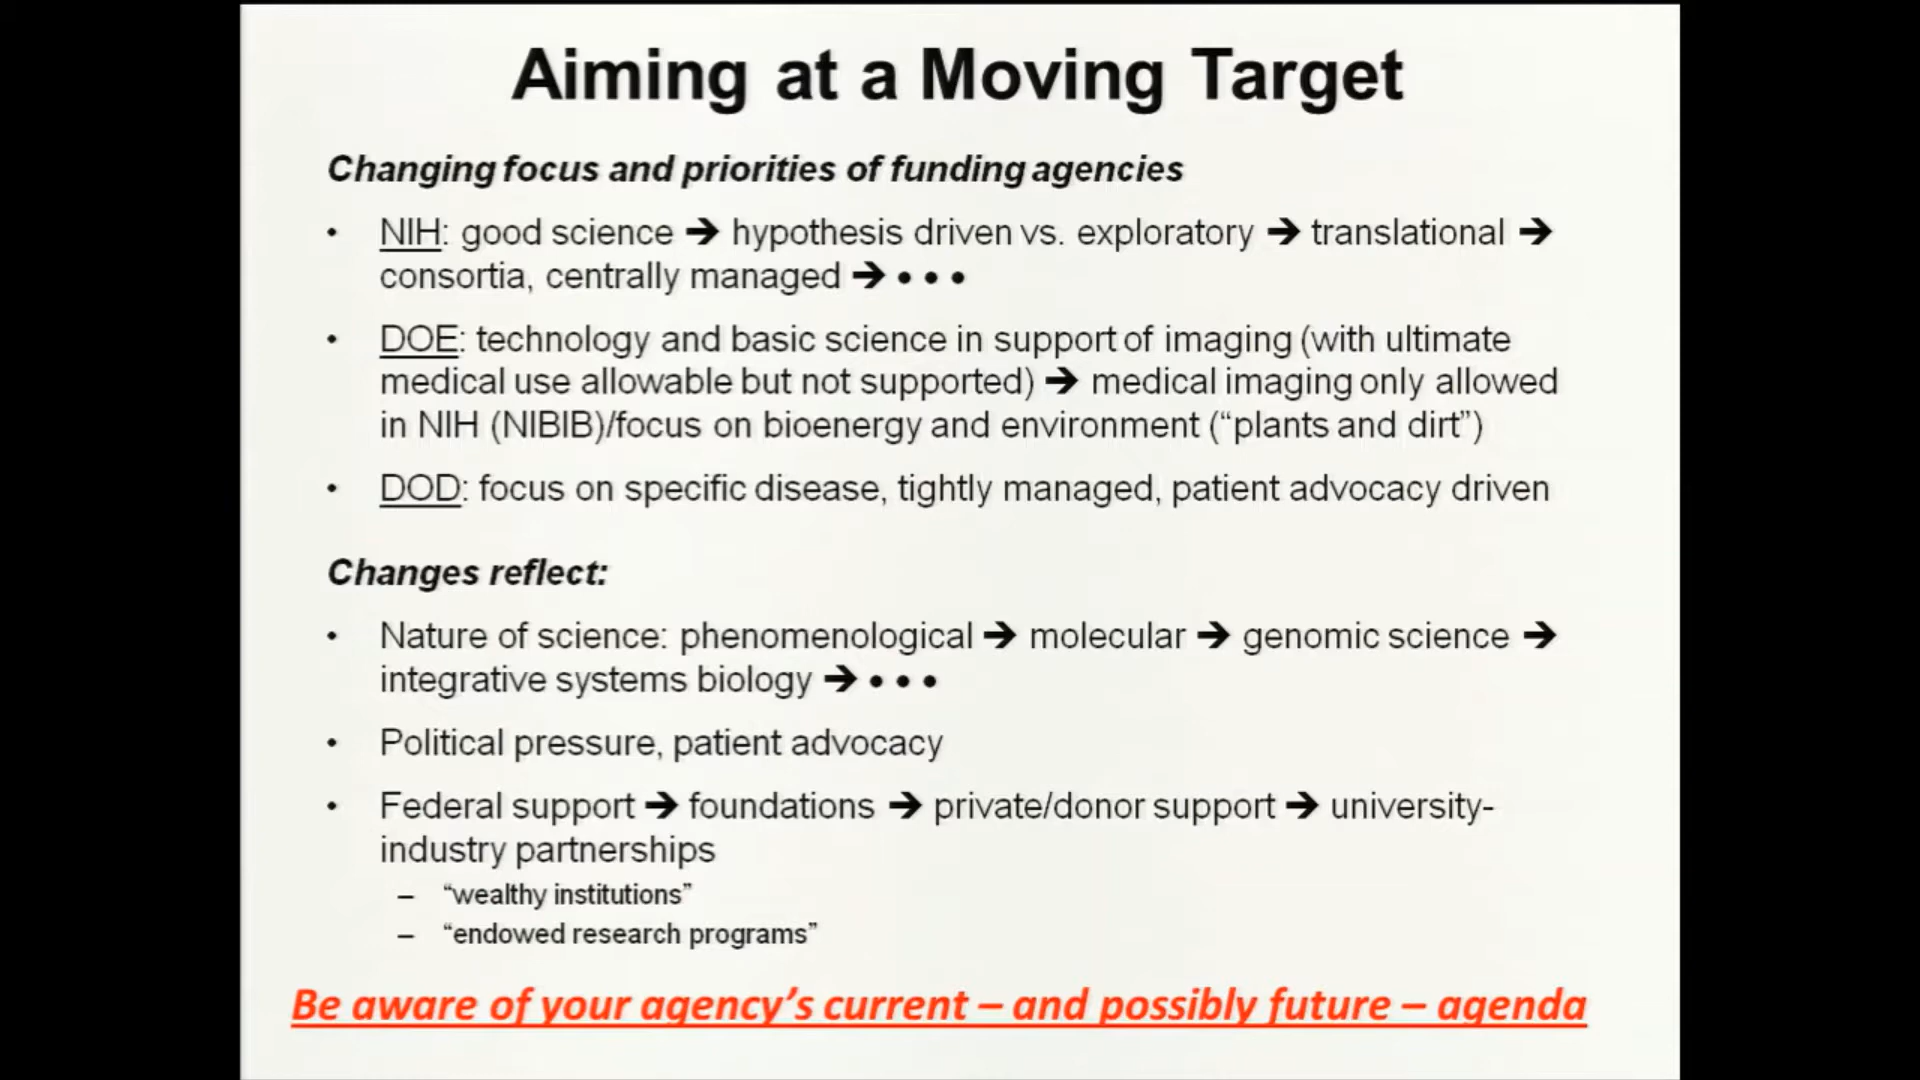 Aiming at a Moving Target
Changing focus and priorities of funding agencies
• NIH: good science ➔ hypothesis driven vs. exploratory ➔ translational ➔
consortia, centrally managed ➔ • • •
• DOE: technology and basic science in support of imaging (with ultimate
medical use allowable but not supported) ➔ medical imaging only allowed
in NIH (NIBIB)/focus on bioenergy and environment (“plants and dirt”)
• DOD: focus on specific disease, tightly managed, patient advocacy driven
Changes reflect:
• Nature of science: phenomenological ➔ molecular ➔ genomic science ➔
integrative systems biology ➔ • • •
• Political pressure, patient advocacy
• Federal support ➔ foundations ➔ private/donor support ➔ university-
industry partnerships
– “wealthy institutions”
– “endowed research programs”
Be aware of your agency’s current – and possibly future – agenda